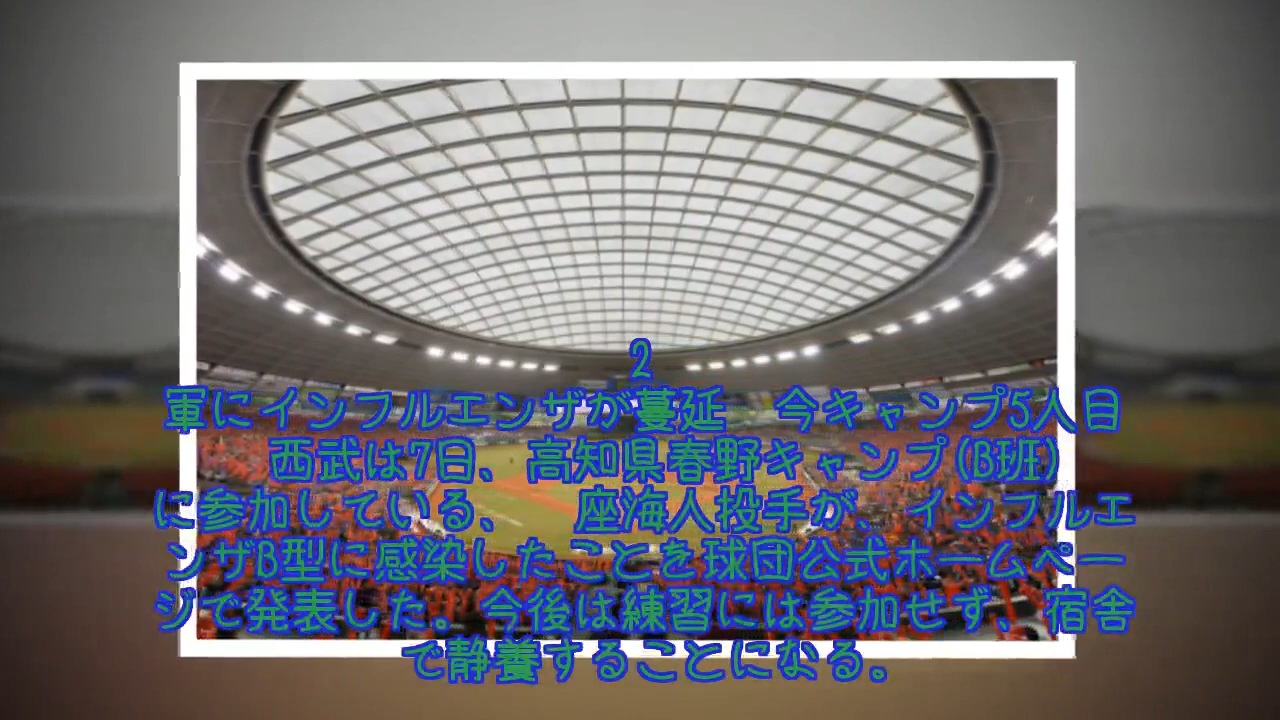 2
軍にインフルエンザが蔓延　今キャンプ5人目
　西武は7日、高知県春野キャンプ(B班)
に参加している、　座海人投手が、インフルエ
ンザB型に感染したことを球団公式ホームペー
ジで発表した。今後は練習には参加せず、宿舎
で静養することになる。